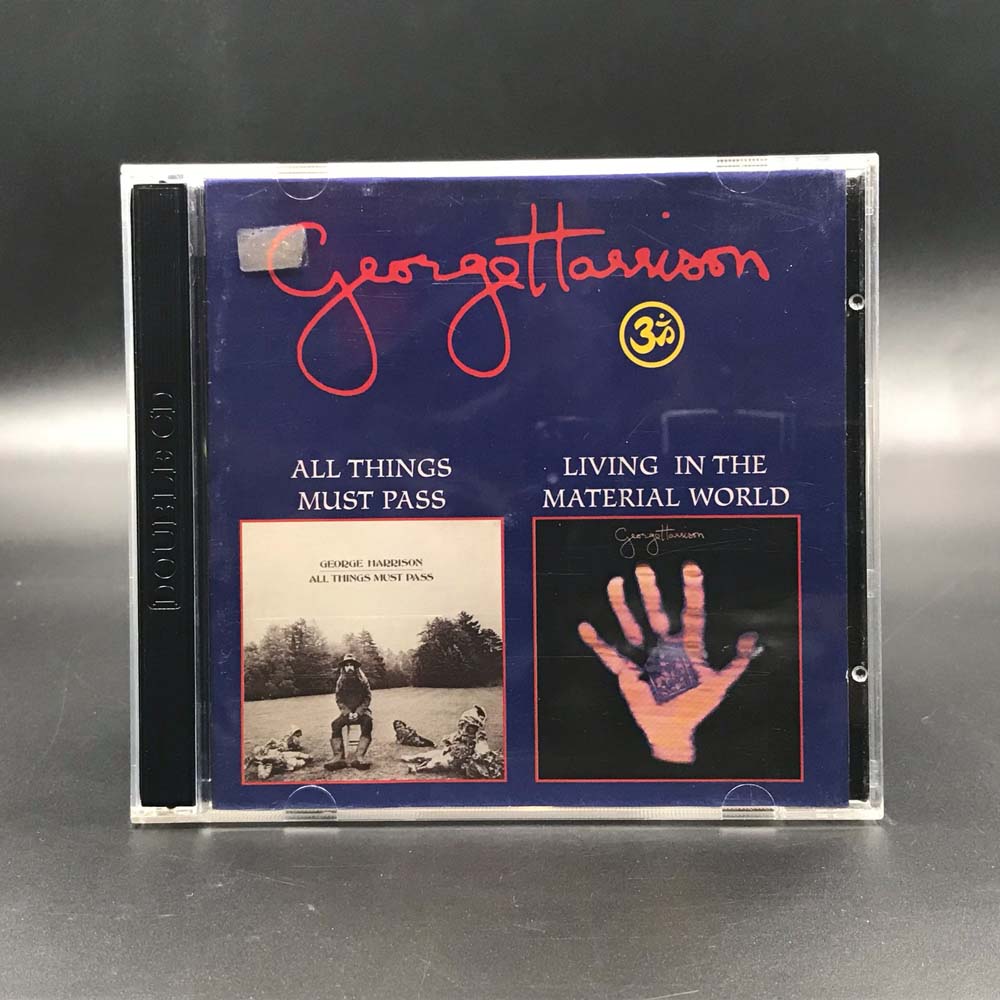 George Harrison
ॐ
ALL THINGS
MUST PASS
LIVING IN THE
MATERIAL WORLD
GEORGE HARRISON
ALL THINGS MUST PASS
George Harrison
DOUBLE CD